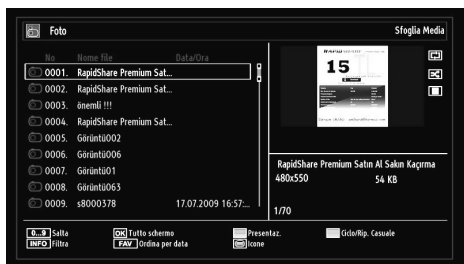 Foto
Sfoglia Media
No Nome file Data/Ora
0001. RapidShare Premium Sat...
0002. RapidShare Premium Sat...
0003. önemli !!!
0004. RapidShare Premium Sat...
0005. Görüntü002
0006. Görüntü006
0007. Görüntü01
0008. Görüntü063
0009. s8000378 17.07.2009 16:57:...
15
RapidShare Premium Satın Al Sakın Kaçırma
480x550 54 KB
1/70
0...9 Salta
OK Tutto schermo
Presentaz.
Ciclo/Rip. Casuale
INFO Filtra
FAV Ordina per data
Icone